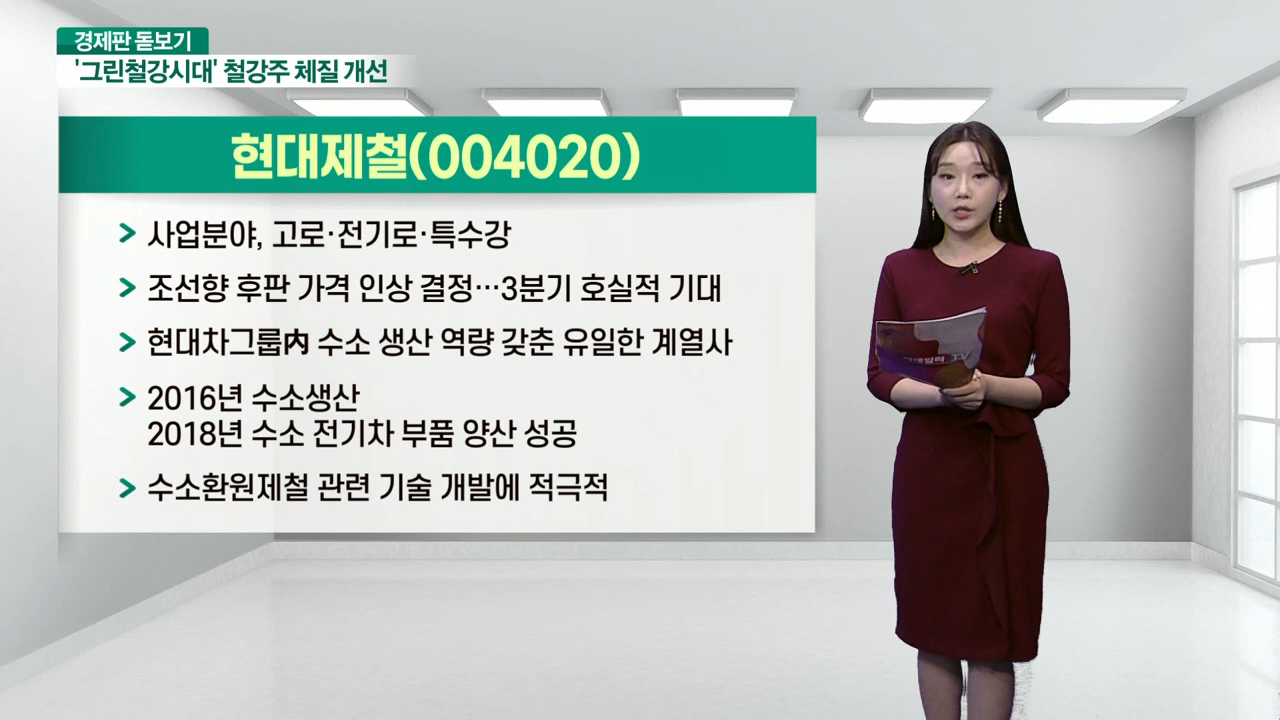 경제판 돋보기
'그린철강시대' 철강주 체질 개선
현대제철(004020)
> 사업분야, 고로·전기로·특수강
> 조선향 후판 가격 인상 결정…3분기 호실적 기대
> 현대차그룹內 수소 생산 역량 갖춘 유일한 계열사
> 2016년 수소생산
2018년 수소 전기차 부품 양산 성공
> 수소환원제철 관련 기술 개발에 적극적
TV